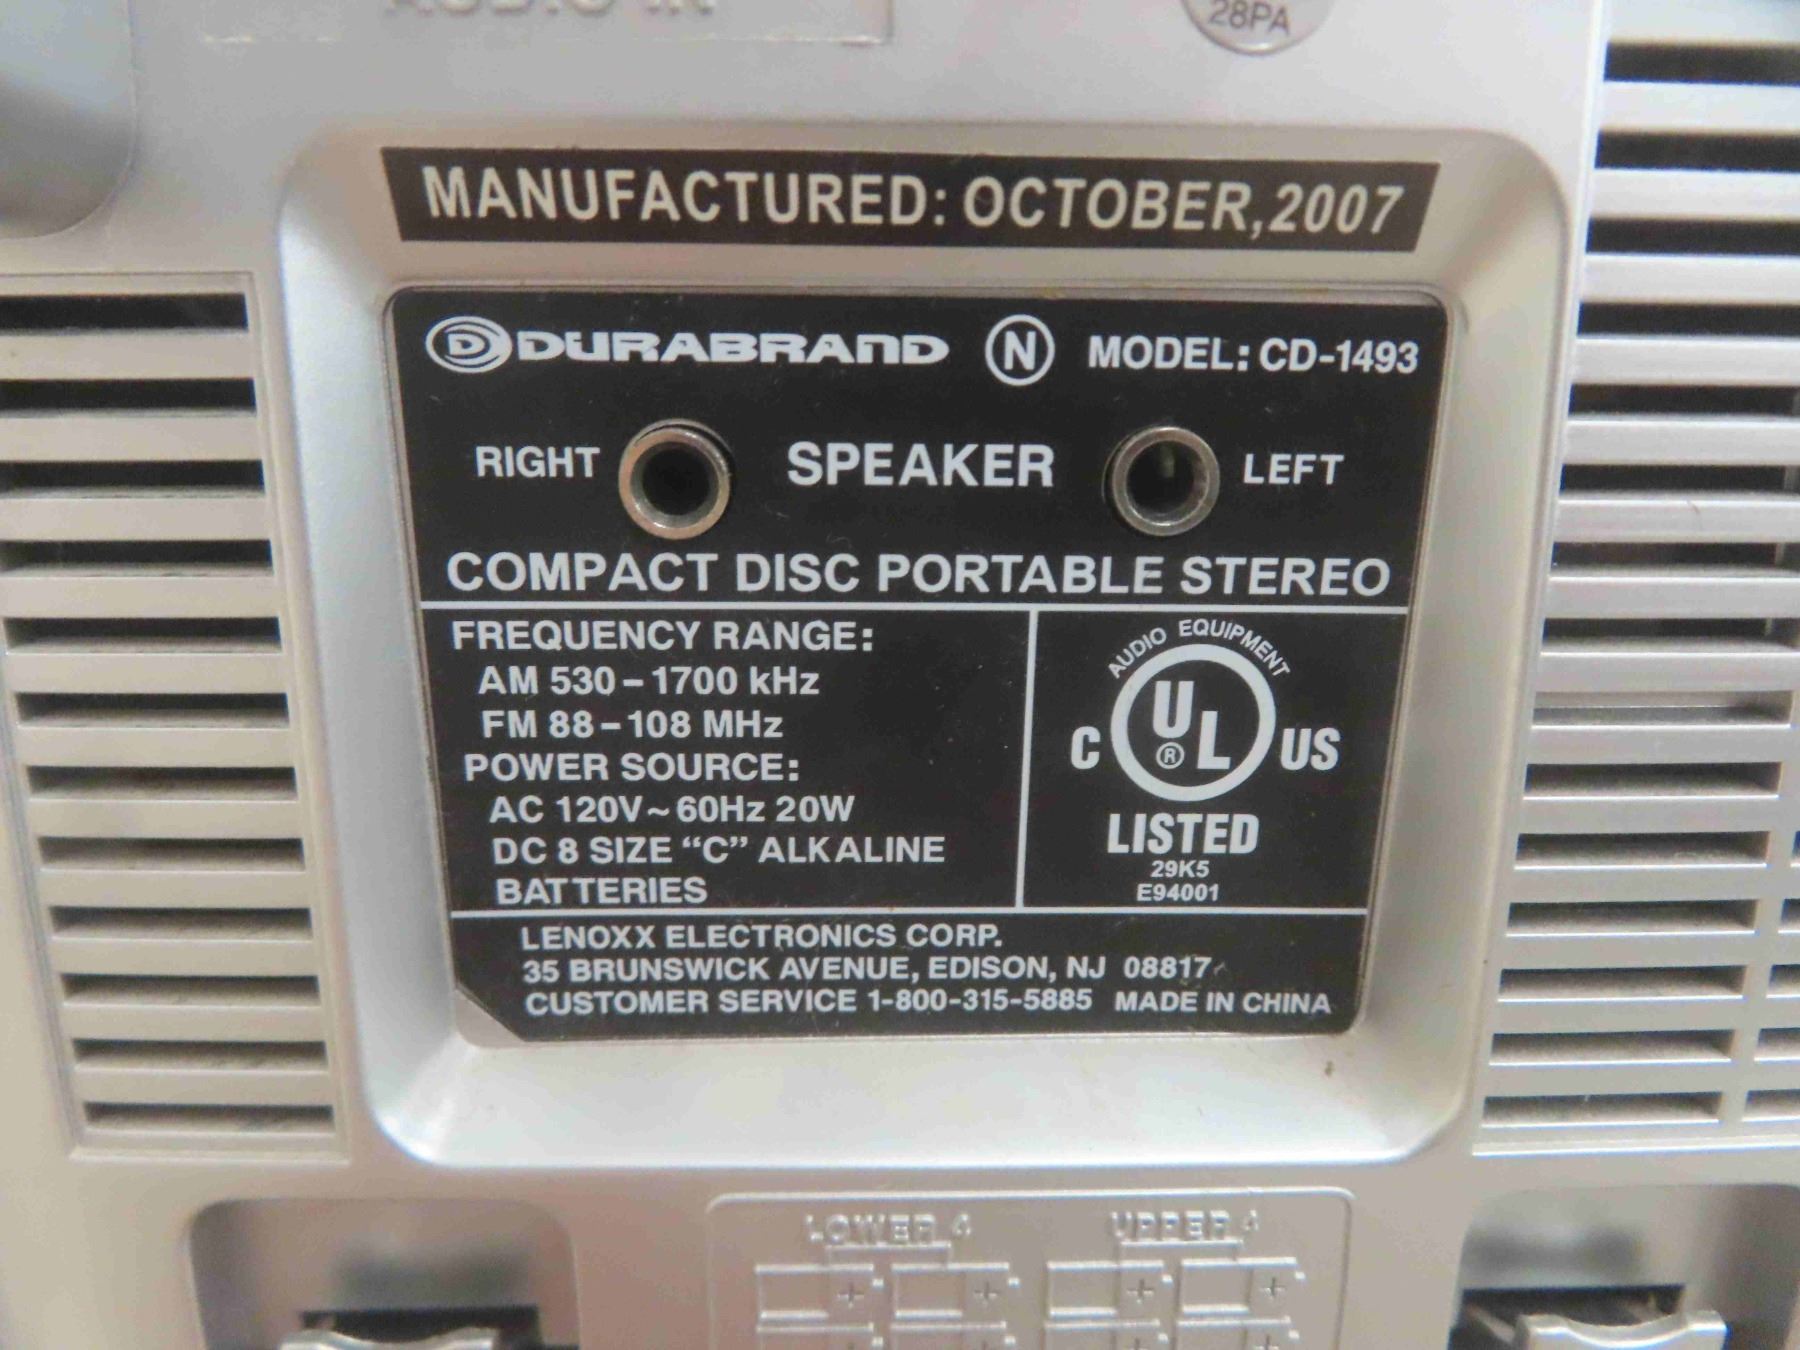 AUDIO IN
28PA
MANUFACTURED: OCTOBER,2007
D DURABRAND N MODEL: CD-1493
RIGHT SPEAKER LEFT
COMPACT DISC PORTABLE STEREO
FREQUENCY RANGE:
AM 530-1700 kHz
FM 88-108 MHz
POWER SOURCE:
AC 120V~60Hz 20W
DC 8 SIZE "C" ALKALINE
BATTERIES
AUDIO EQUIPMENT
C UL® US
LISTED
29K5
E94001
LENOXX ELECTRONICS CORP.
35 BRUNSWICK AVENUE, EDISON, NJ 08817
CUSTOMER SERVICE 1-800-315-5885 MADE IN CHINA
LOWER 4 UPPER 4
+ + + +
+ + + +